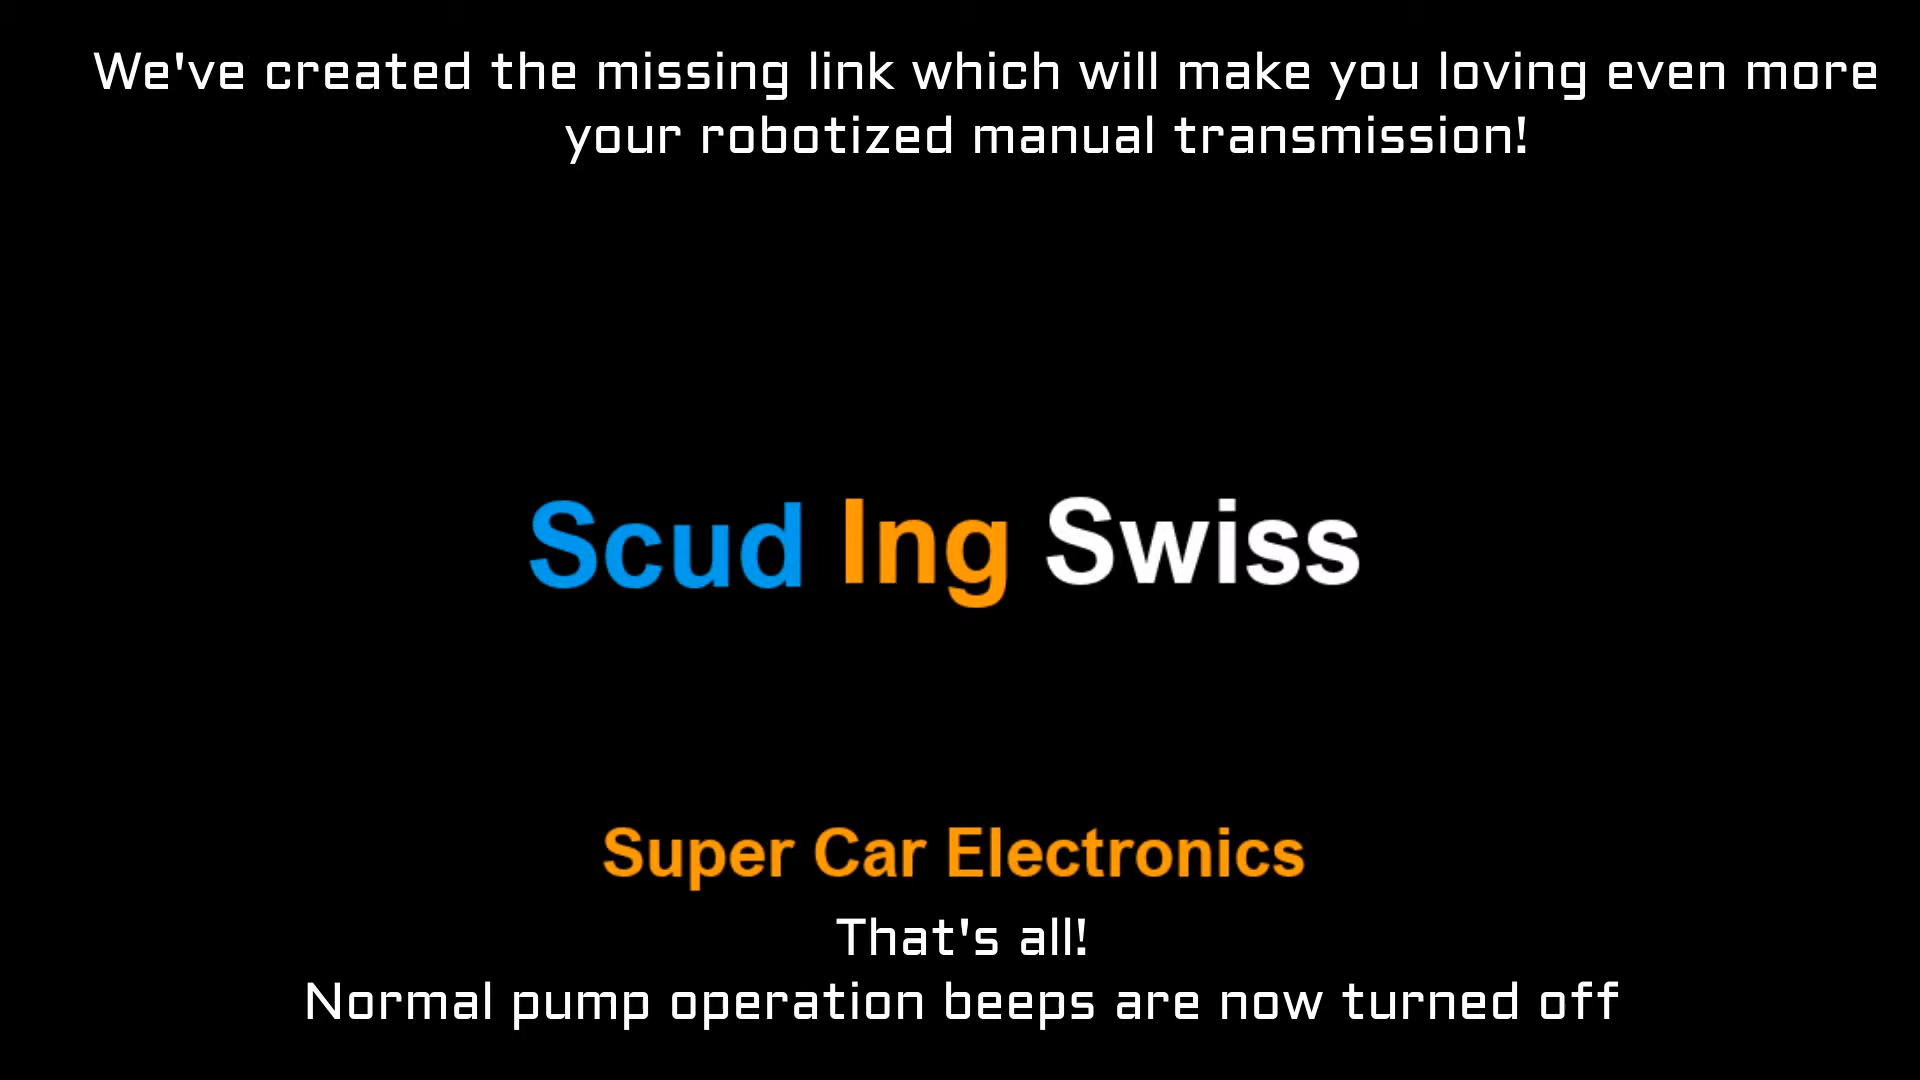 We've created the missing link which will make you loving even more
your robotized manual transmission!
Scud Ing Swiss
Super Car Electronics
That's all!
Normal pump operation beeps are now turned off